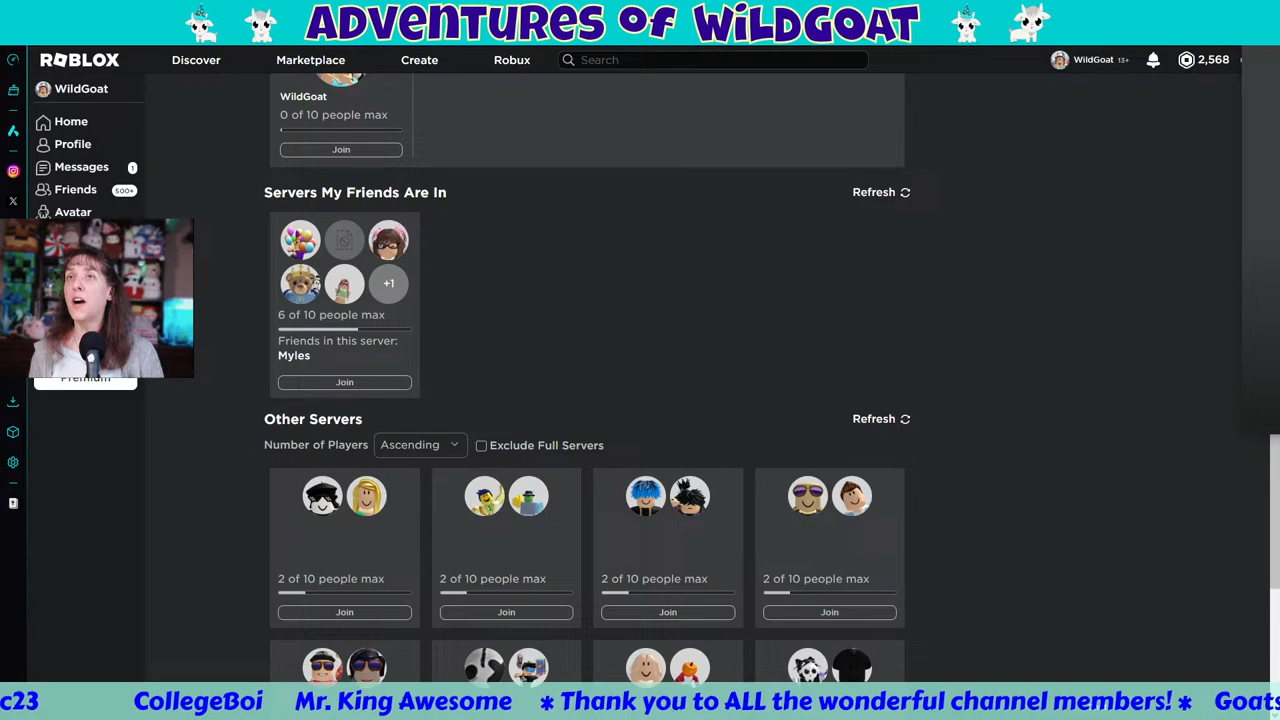 ADVENTURES OF WiLDGOAT
ROBLOX Discover Marketplace Create Robux Search WildGoat 13+ 2,568
WildGoat
Home
Profile
Messages 1
Friends 500+
Avatar
Premium
WildGoat
0 of 10 people max
Join
Servers My Friends Are In Refresh
+1
6 of 10 people max
Friends in this server:
Myles
Join
Other Servers Refresh
Number of Players Ascending Exclude Full Servers
2 of 10 people max 2 of 10 people max 2 of 10 people max 2 of 10 people max
Join Join Join Join
c23 CollegeBoi Mr. King Awesome * Thank you to ALL the wonderful channel members! * Goats